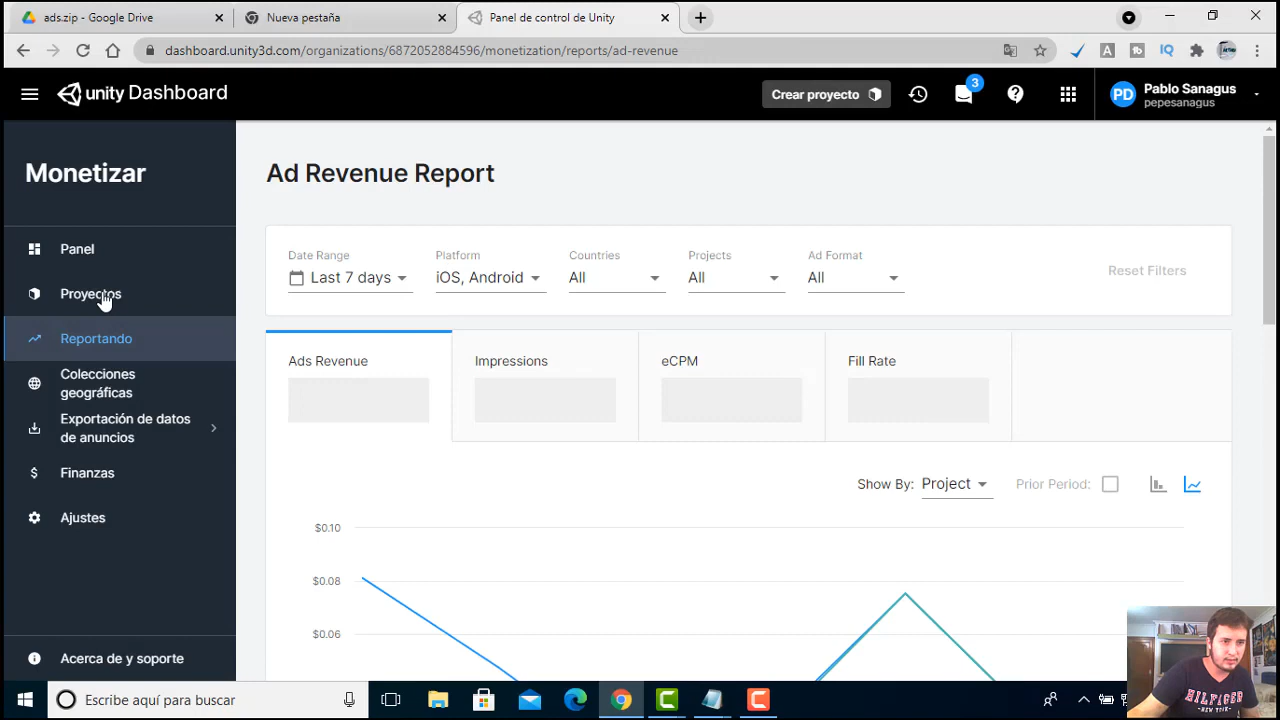 ads.zip - Google Drive
Nueva pestaña
Panel de control de Unity
dashboard.unity3d.com/organizations/6872052884596/monetization/reports/ad-revenue
unity Dashboard
Crear proyecto
3
PD
Pablo Sanagus
pepesanagus
Monetizar
Panel
Proyectos
Reportando
Colecciones
geográficas
Exportación de datos
de anuncios
Finanzas
Ajustes
Acerca de y soporte
Ad Revenue Report
Date Range
Platform
Countries
Projects
Ad Format
Last 7 days
iOS, Android
All
All
All
Reset Filters
Ads Revenue
Impressions
eCPM
Fill Rate
Show By:
Project
Prior Period:
$0.10
$0.08
$0.06
HILFIGER
NEW YORK
Escribe aquí para buscar